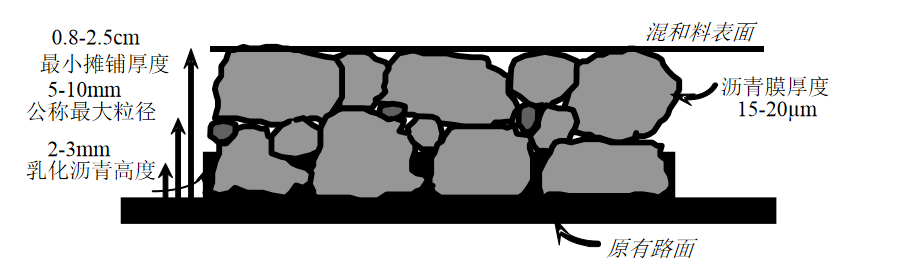 0.8-2.5cm
最小摊铺厚度
5-10mm
公称最大粒径
2-3mm
乳化沥青高度
混和料表面
沥青膜厚度
15-20μm
原有路面